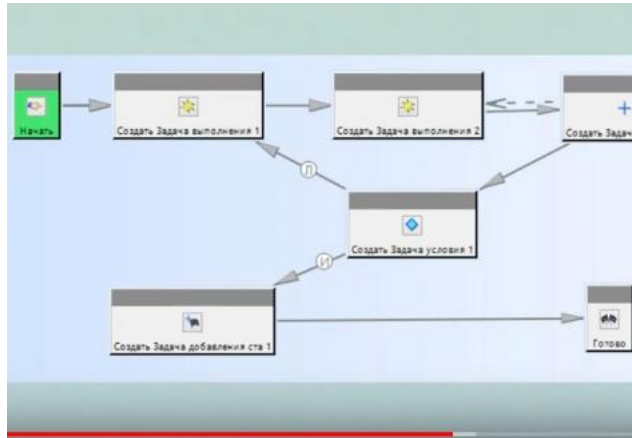 Начать
Создать Задача выполнения 1
Создать Задача выполнения 2
Создать Задач
Л
Создать Задача условия 1
И
Создать Задача добавления ста 1
Готово